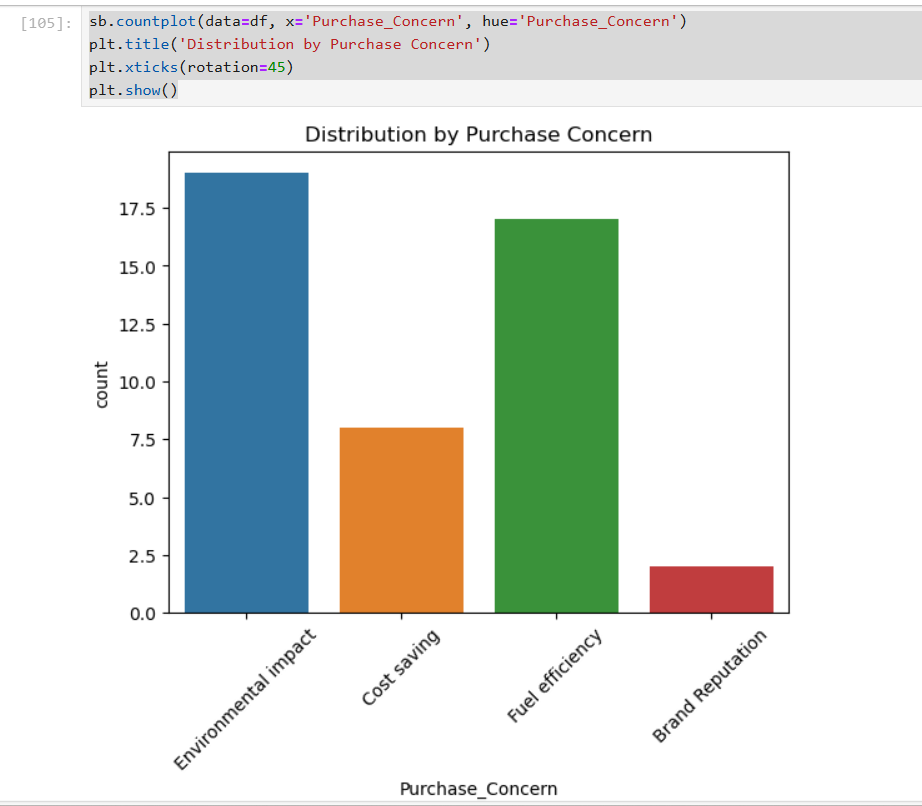 [105]:
sb.countplot(data=df, x='Purchase_Concern', hue='Purchase_Concern')
plt.title('Distribution by Purchase Concern')
plt.xticks(rotation=45)
plt.show()
Distribution by Purchase Concern
17.5
15.0
12.5
10.0
7.5
5.0
2.5
0.0
count
Environmental impact
Cost saving
Fuel efficiency
Brand Reputation
Purchase_Concern